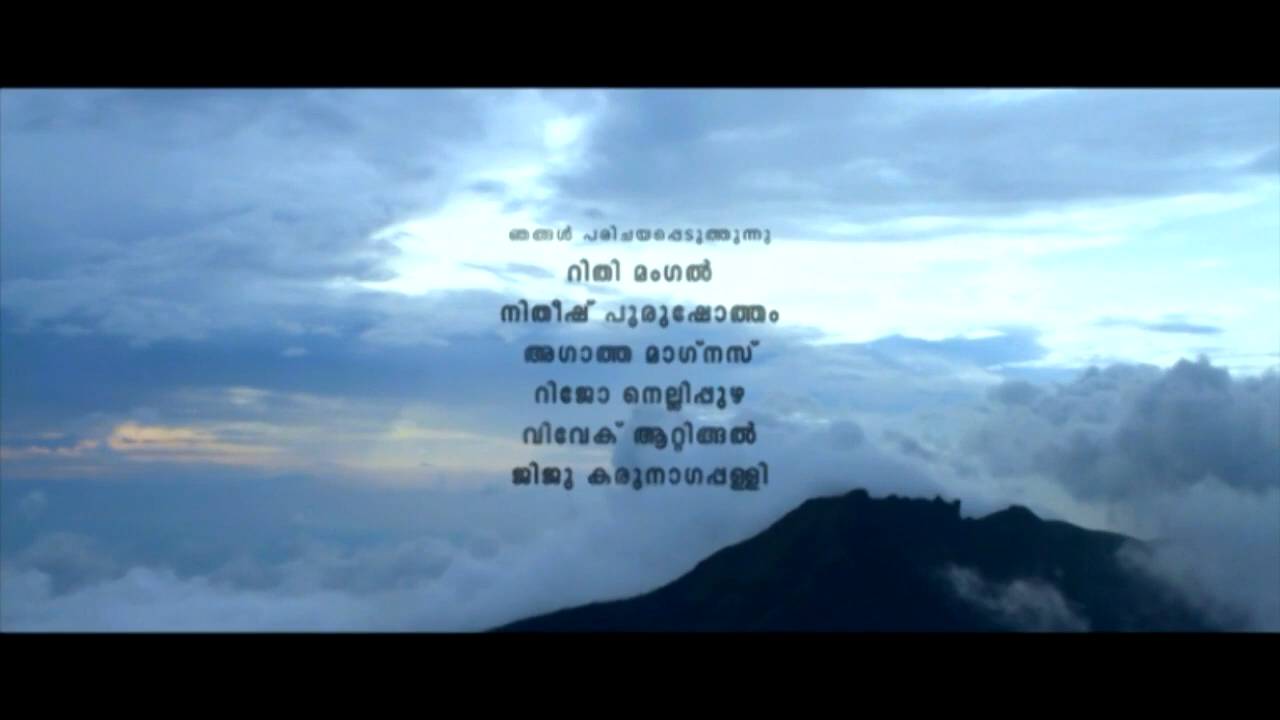 ഞങ്ങൾ പരിചയപ്പെടുത്തുന്നു
റിതി മംഗൽ
നിതീഷ് പുരുഷോത്തം
അഗാത്ത മാഗ്നസ്
റിജോ നെല്ലിപ്പുഴ
വിവേക് ആറ്റിങ്ങൽ
ജിജു കരുനാഗപ്പള്ളി